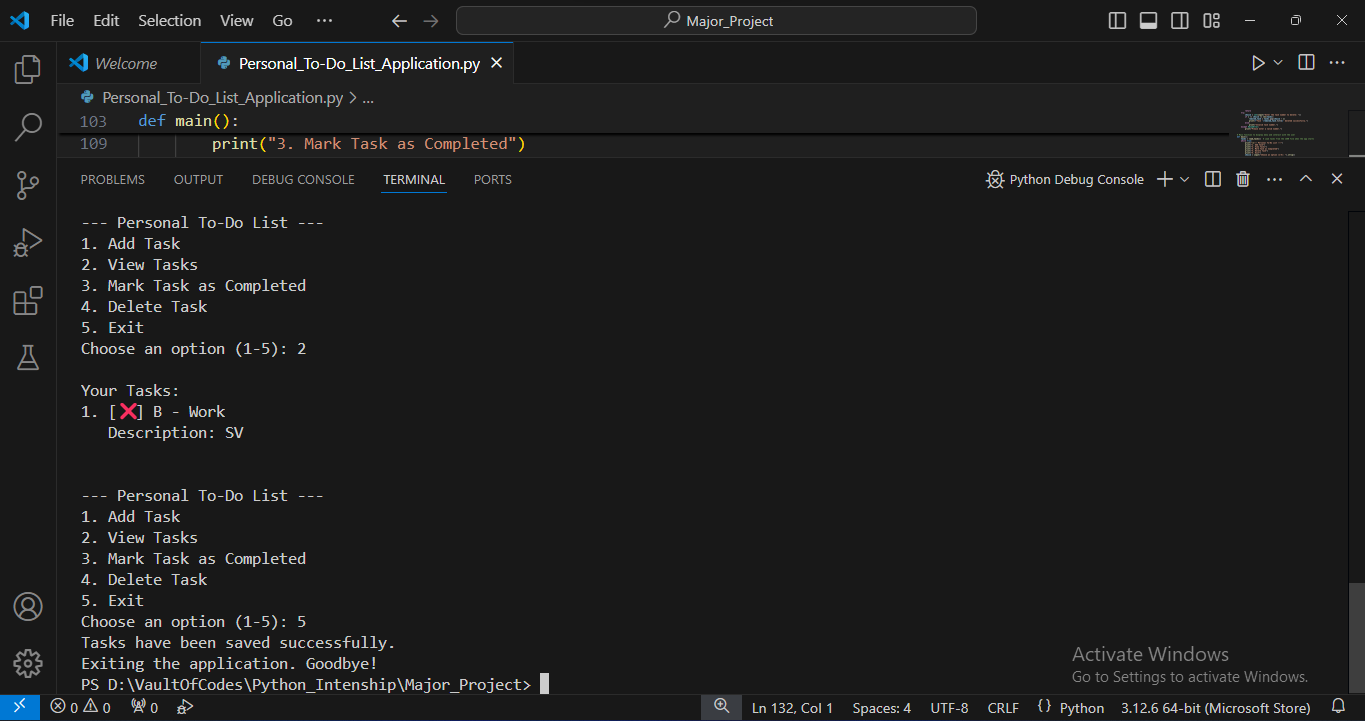 File Edit Selection View Go ··· Major_Project
Welcome Personal_To-Do_List_Application.py
Personal_To-Do_List_Application.py > ...
103 def main():
109 print("3. Mark Task as Completed")
PROBLEMS OUTPUT DEBUG CONSOLE TERMINAL PORTS Python Debug Console
--- Personal To-Do List ---
1. Add Task
2. View Tasks
3. Mark Task as Completed
4. Delete Task
5. Exit
Choose an option (1-5): 2
Your Tasks:
1. [❌] B - Work
Description: SV
--- Personal To-Do List ---
1. Add Task
2. View Tasks
3. Mark Task as Completed
4. Delete Task
5. Exit
Choose an option (1-5): 5
Tasks have been saved successfully.
Exiting the application. Goodbye!
PS D:\VaultOfCodes\Python_Intenship\Major_Project>
Activate Windows
Go to Settings to activate Windows.
0 0 0 Ln 132, Col 1 Spaces: 4 UTF-8 CRLF {} Python 3.12.6 64-bit (Microsoft Store)